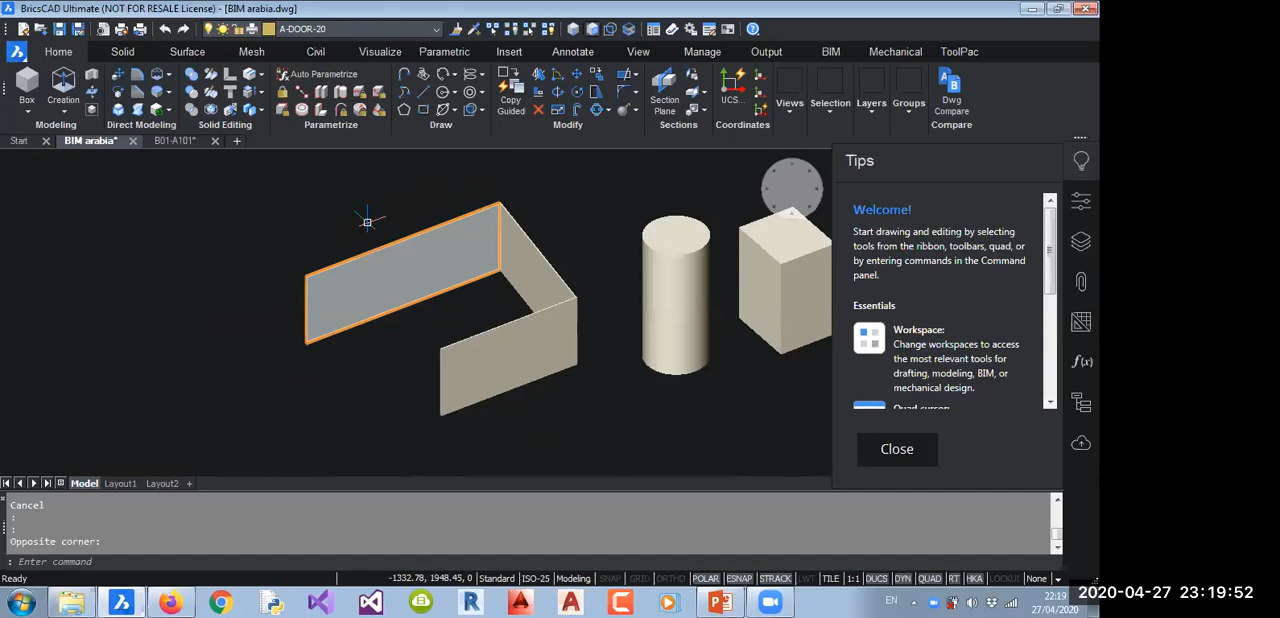 BricsCAD Ultimate (NOT FOR RESALE License) - [BIM arabia.dwg]
A-DOOR-20
Home Solid Surface Mesh Civil Visualize Parametric Insert Annotate View Manage Output BIM Mechanical ToolPac
Box
Creation
Auto Parametrize
Copy
Guided
Section
Plane
UCS...
Views
Selection
Layers
Groups
Dwg
Compare
Modeling Direct Modeling Solid Editing Parametrize Draw Modify Sections Coordinates Compare
Start BIM arabia* B01-A101*
Tips
Welcome!
Start drawing and editing by selecting
tools from the ribbon, toolbars, quad, or
by entering commands in the Command
panel.
Essentials
Workspace:
Change workspaces to access
the most relevant tools for
drafting, modeling, BIM, or
mechanical design.
Quad cursor:
Close
f(x)
Model Layout1 Layout2
Cancel
:
:
Opposite corner:
: Enter command
Ready
-1332.78, 1948.45, 0 Standard ISO-25 Modeling SNAP GRID ORTHO POLAR ESNAP STRACK LWT TILE 1:1 DUCS DYN QUAD RT HKA LOCKUI None
EN
22:19
27/04/2020
2020-04-27 23:19:52